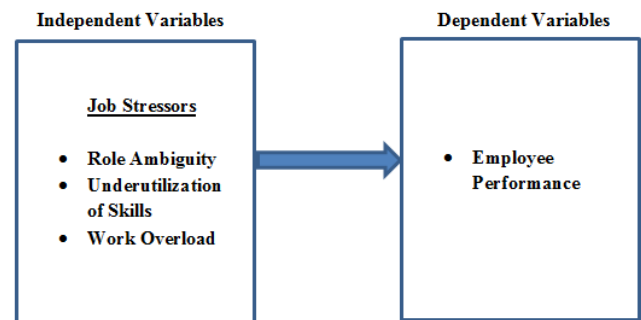 Independent Variables
Job Stressors
• Role Ambiguity
• Underutilization
of Skills
• Work Overload
Dependent Variables
• Employee
Performance